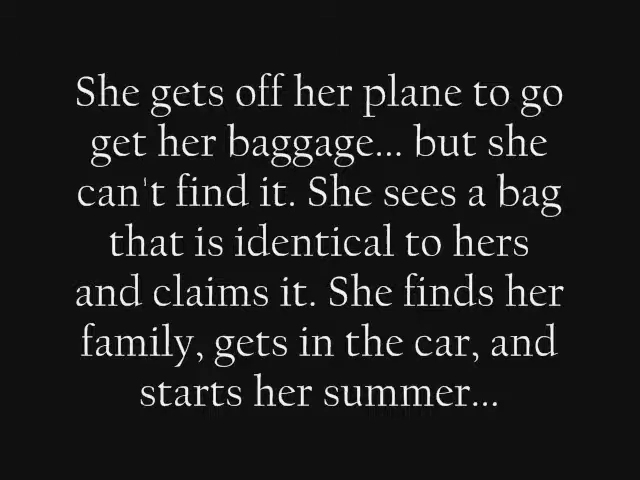 She gets off her plane to go
get her baggage... but she
can't find it. She sees a bag
that is identical to hers
and claims it. She finds her
family, gets in the car, and
starts her summer...